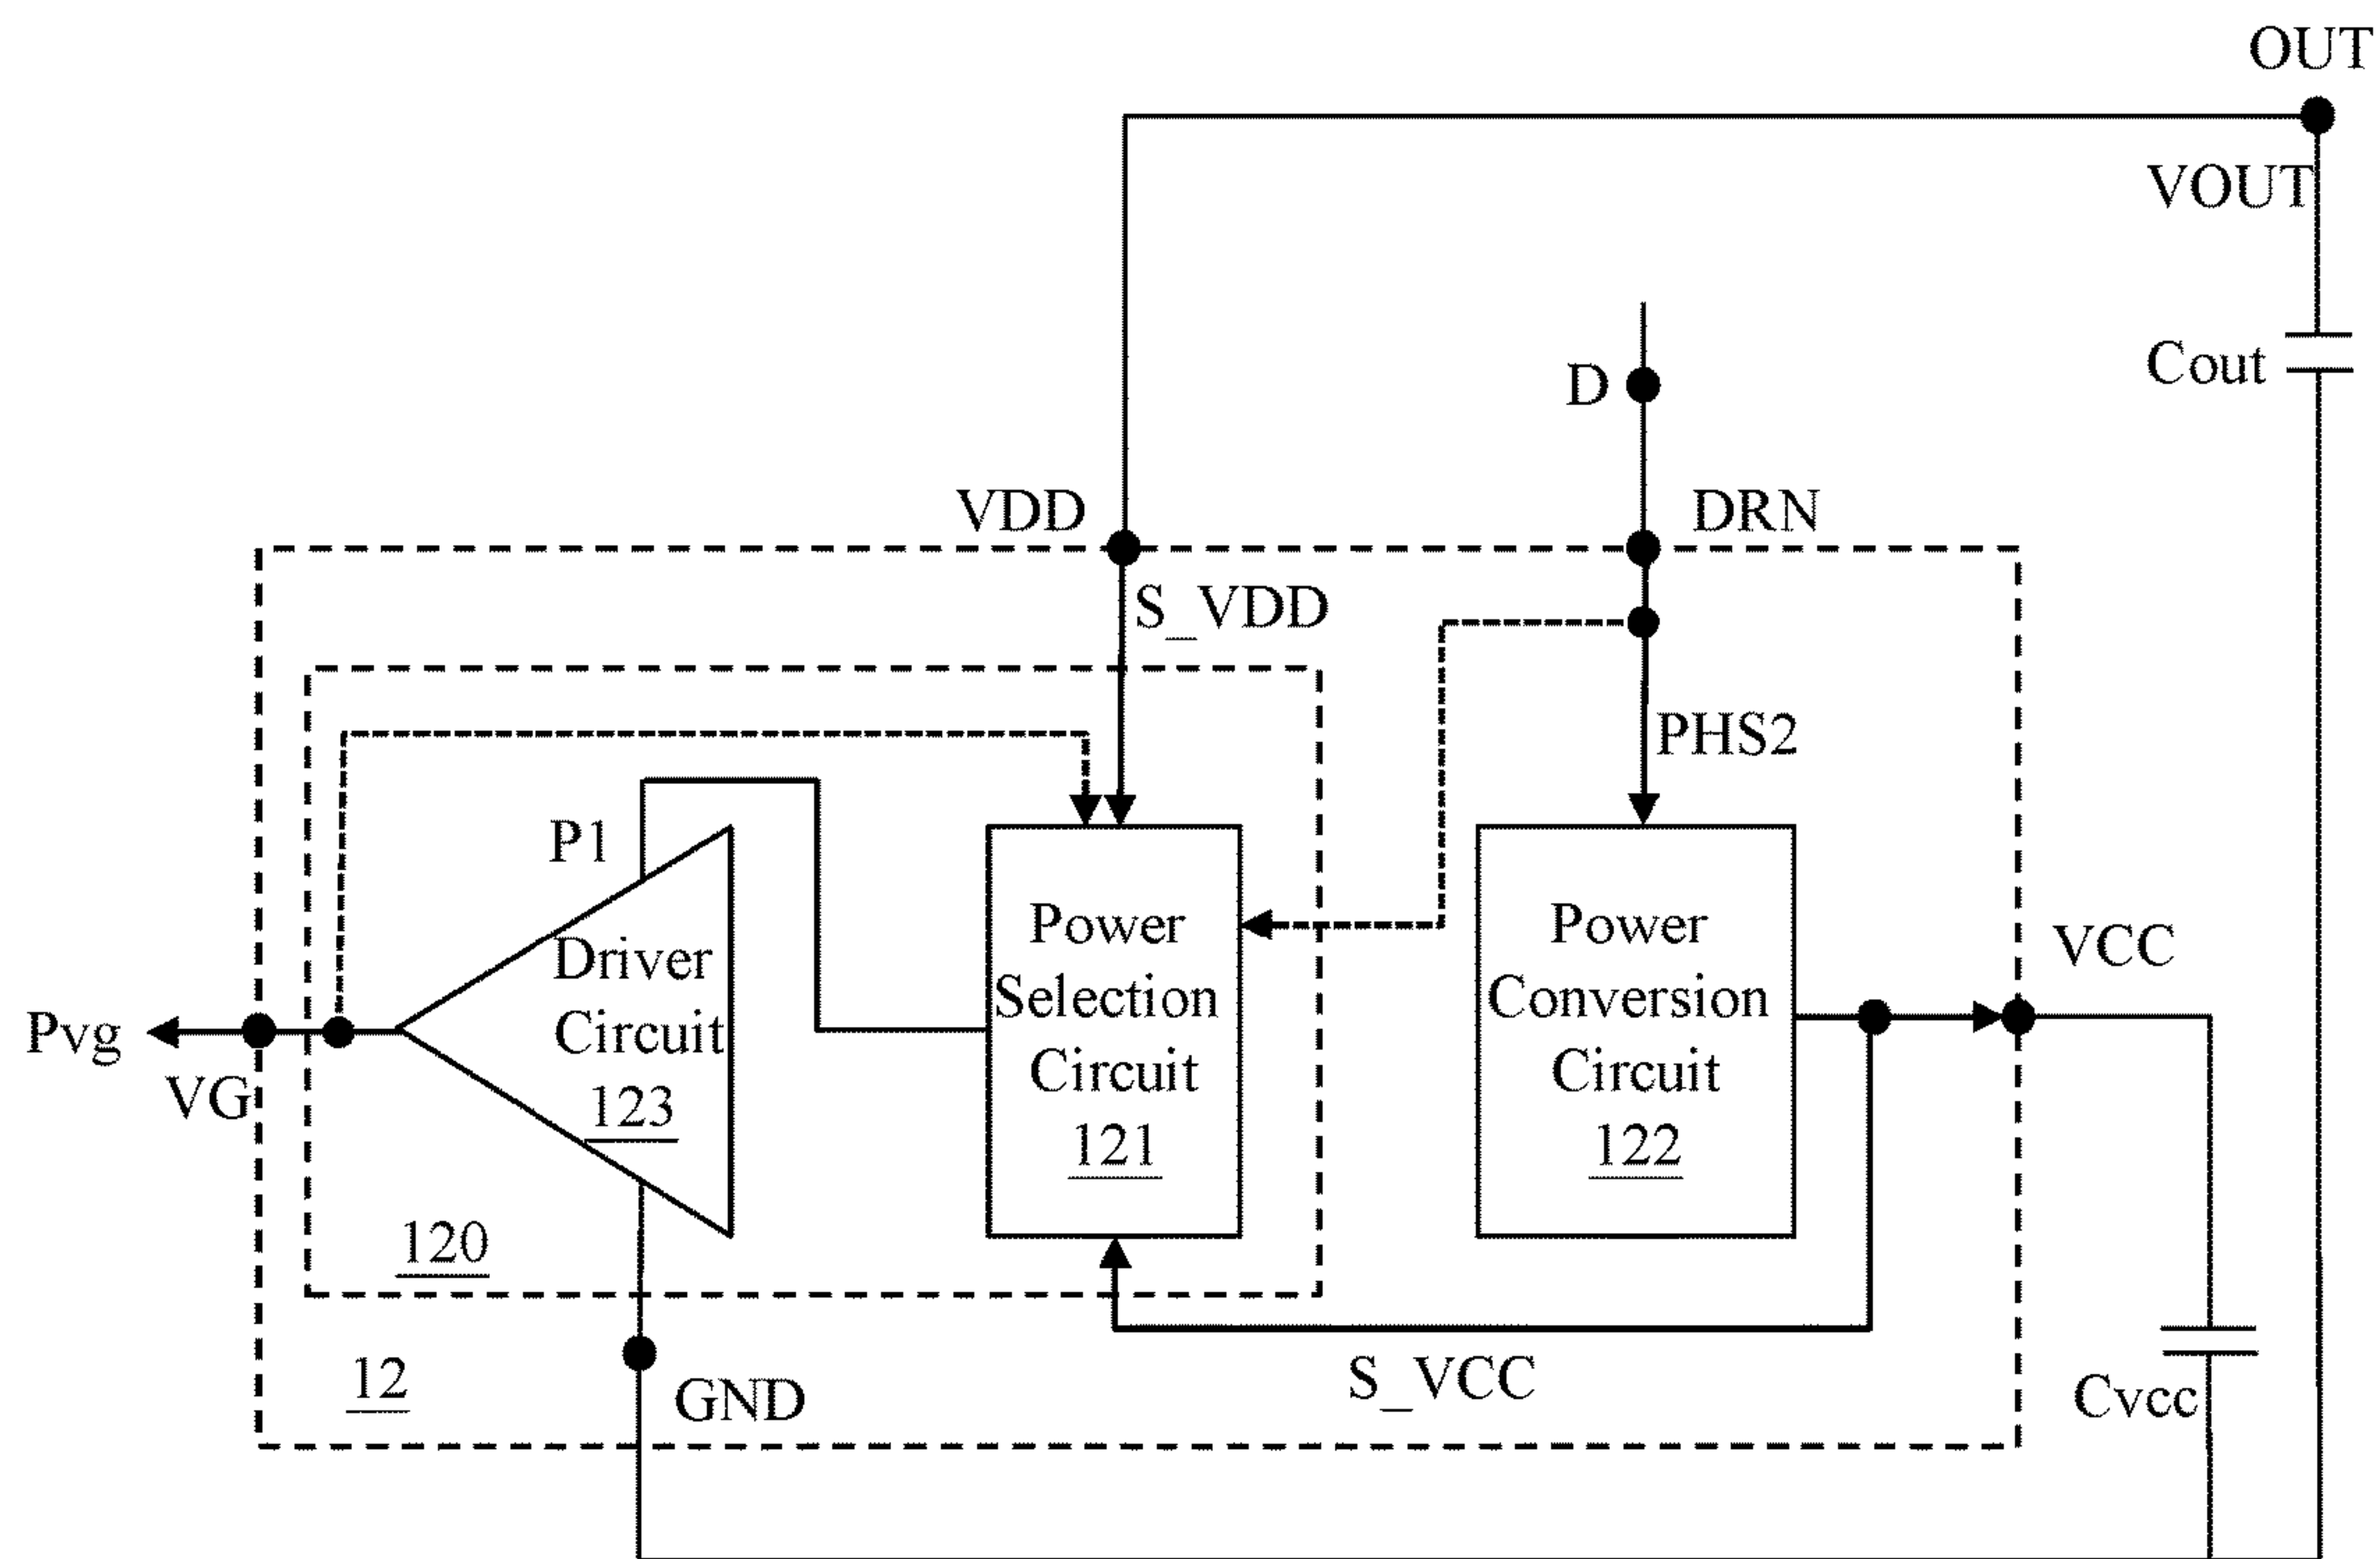 OUT
VOUT
Cout
D
VDD
DRN
S_VDD
PHS2
P1
Driver
Circuit
123
Power
Selection
Circuit
121
Power
Conversion
Circuit
122
VCC
Pvg
VG
120
12
GND
S_VCC
Cvcc